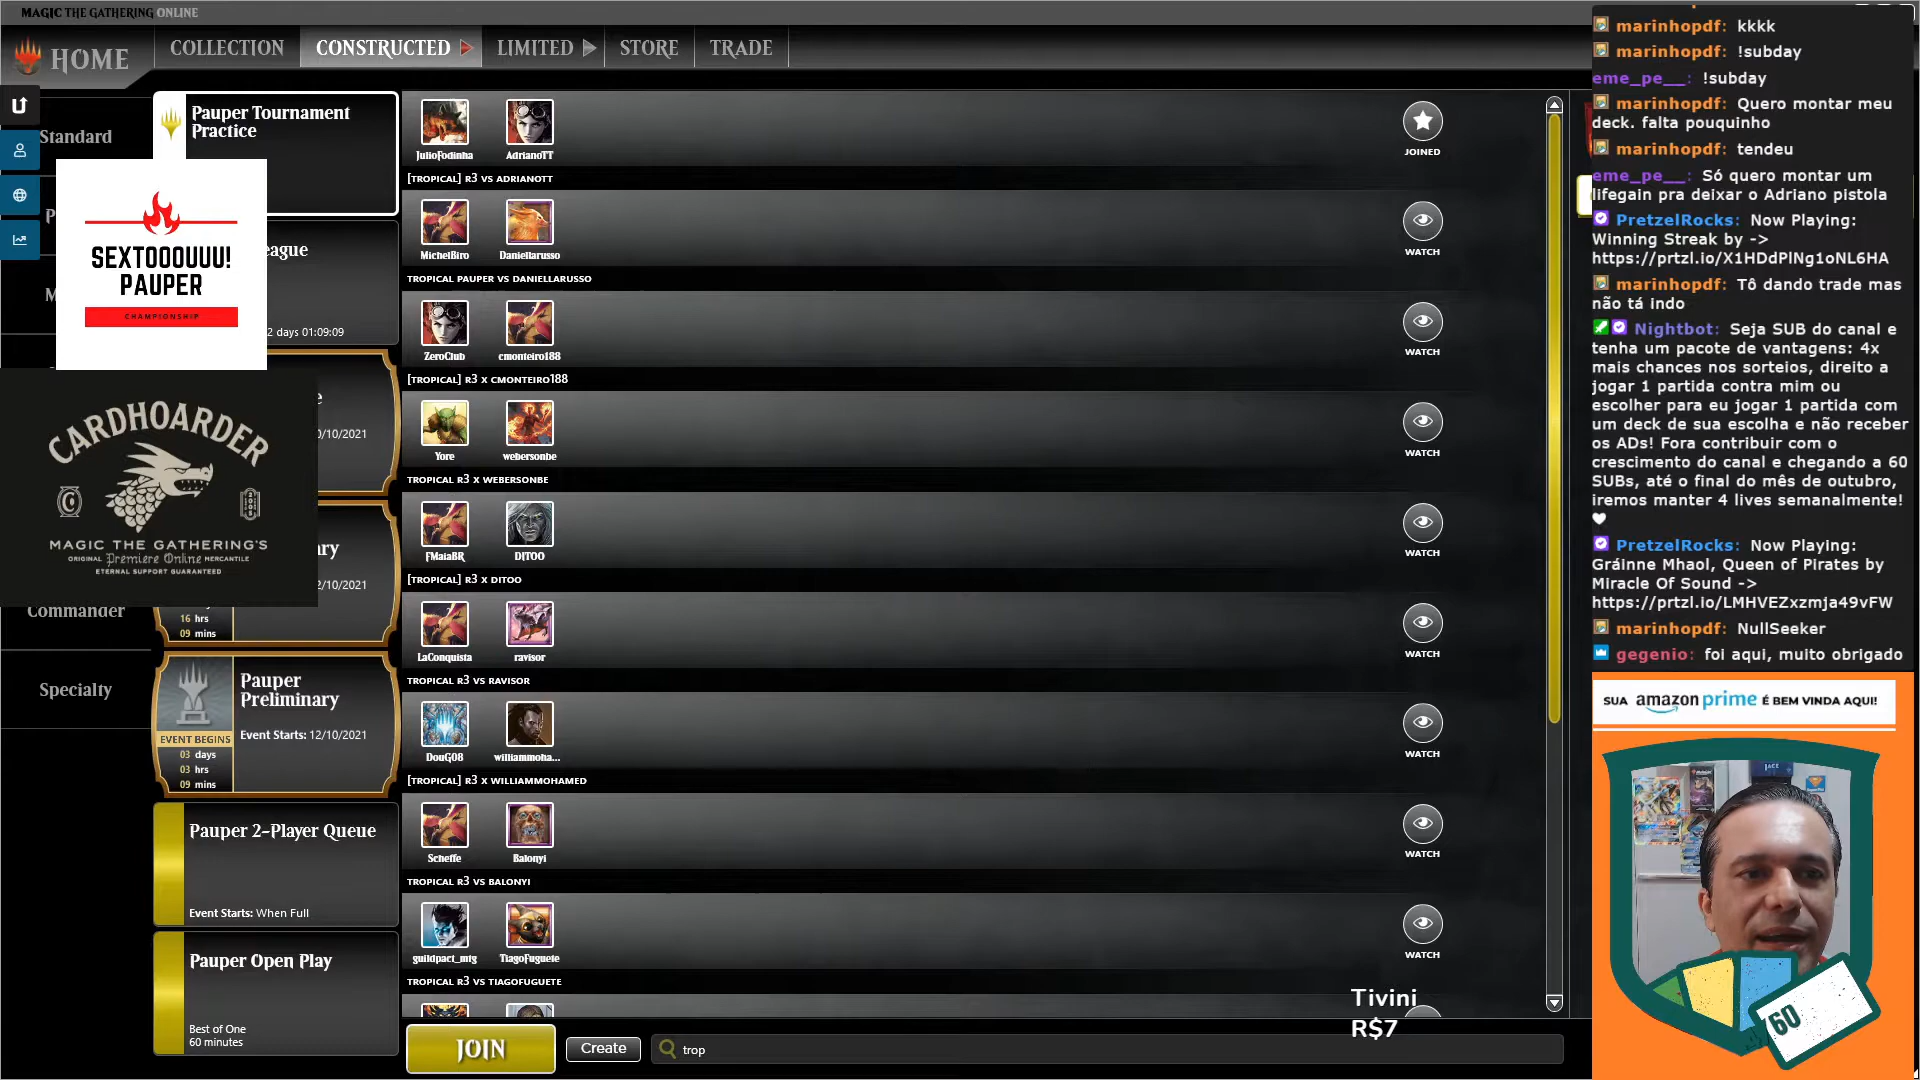 MAGIC THE GATHERING ONLINE
HOME
COLLECTION
CONSTRUCTED
LIMITED
STORE
TRADE
Standard
Commander
Specialty
Pauper Tournament
Practice
SEXTOOOUUU!
PAUPER
CHAMPIONSHIP
eague
2 days 01:09:09
CARDHOARDER
MAGIC THE GATHERING'S
ORIGINAL Premiere Online MERCANTILE
ETERNAL SUPPORT GUARANTEED
0/10/2021
ry
2/10/2021
16 hrs
09 mins
Pauper
Preliminary
Event Starts: 12/10/2021
EVENT BEGINS
03 days
03 hrs
09 mins
Pauper 2-Player Queue
Event Starts: When Full
Pauper Open Play
Best of One
60 minutes
JulioFodinha AdrianoTT
JOINED
[TROPICAL] R3 VS ADRIANOTT
MichelBiro Daniellarusso
WATCH
TROPICAL PAUPER VS DANIELLARUSSO
ZeroClub cmonteiro188
WATCH
[TROPICAL] R3 X CMONTEIRO188
Yore webersonbe
WATCH
TROPICAL R3 X WEBERSONBE
FMaiaBR DITOO
WATCH
[TROPICAL] R3 X DITOO
LaConquista ravisor
WATCH
TROPICAL R3 VS RAVISOR
DouG08 williammoha...
WATCH
[TROPICAL] R3 X WILLIAMMOHAMED
Scheffe Balonyi
WATCH
TROPICAL R3 VS BALONYI
guildpact_mtg TiagoFuguete
WATCH
TROPICAL R3 VS TIAGOFUGUETE
Tivini
R$7
JOIN
Create
trop
marinhopdf: kkkk
marinhopdf: !subday
eme_pe__: !subday
marinhopdf: Quero montar meu
deck. falta pouquinho
marinhopdf: tendeu
eme_pe__: Só quero montar um
lifegain pra deixar o Adriano pistola
PretzelRocks: Now Playing:
Winning Streak by ->
https://prtzl.io/X1HDdPlNg1oNL6HA
marinhopdf: Tô dando trade mas
não tá indo
Nightbot: Seja SUB do canal e
tenha um pacote de vantagens: 4x
mais chances nos sorteios, direito a
jogar 1 partida contra mim ou
escolher para eu jogar 1 partida com
um deck de sua escolha e não receber
os ADs! Fora contribuir com o
crescimento do canal e chegando a 60
SUBs, até o final do mês de outubro,
iremos manter 4 lives semanalmente!
PretzelRocks: Now Playing:
Gráinne Mhaol, Queen of Pirates by
Miracle Of Sound ->
https://prtzl.io/LMHVEZxzmja49vFW
marinhopdf: NullSeeker
gegenio: foi aqui, muito obrigado
SUA amazon prime É BEM VINDA AQUI!
JACE
60